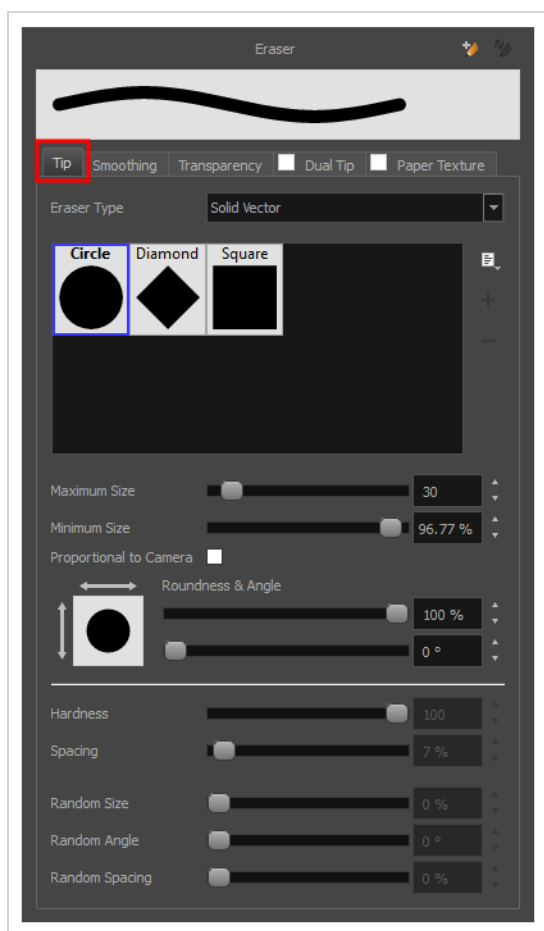 Eraser
Tip Smoothing Transparency Dual Tip Paper Texture
Eraser Type Solid Vector
Circle Diamond Square
Maximum Size 30
Minimum Size 96.77 %
Proportional to Camera
Roundness & Angle
100 %
0 °
Hardness 100
Spacing 7 %
Random Size 0 %
Random Angle 0 °
Random Spacing 0 %